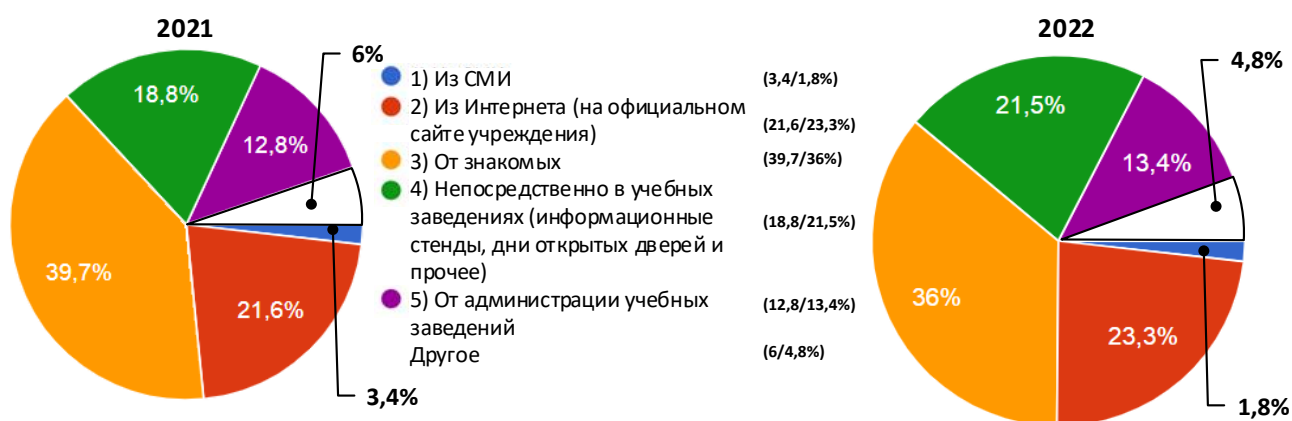 2021
6%
18,8%
12,8%
39,7%
21,6%
3,4%
1) Из СМИ
(3,4/1,8%)
2) Из Интернета (на официальном
сайте учреждения)
(21,6/23,3%)
3) От знакомых
(39,7/36%)
4) Непосредственно в учебных
заведениях (информационные
стенды, дни открытых дверей и
прочее)
(18,8/21,5%)
5) От администрации учебных
заведений
(12,8/13,4%)
Другое
(6/4,8%)
2022
4,8%
21,5%
13,4%
36%
23,3%
1,8%